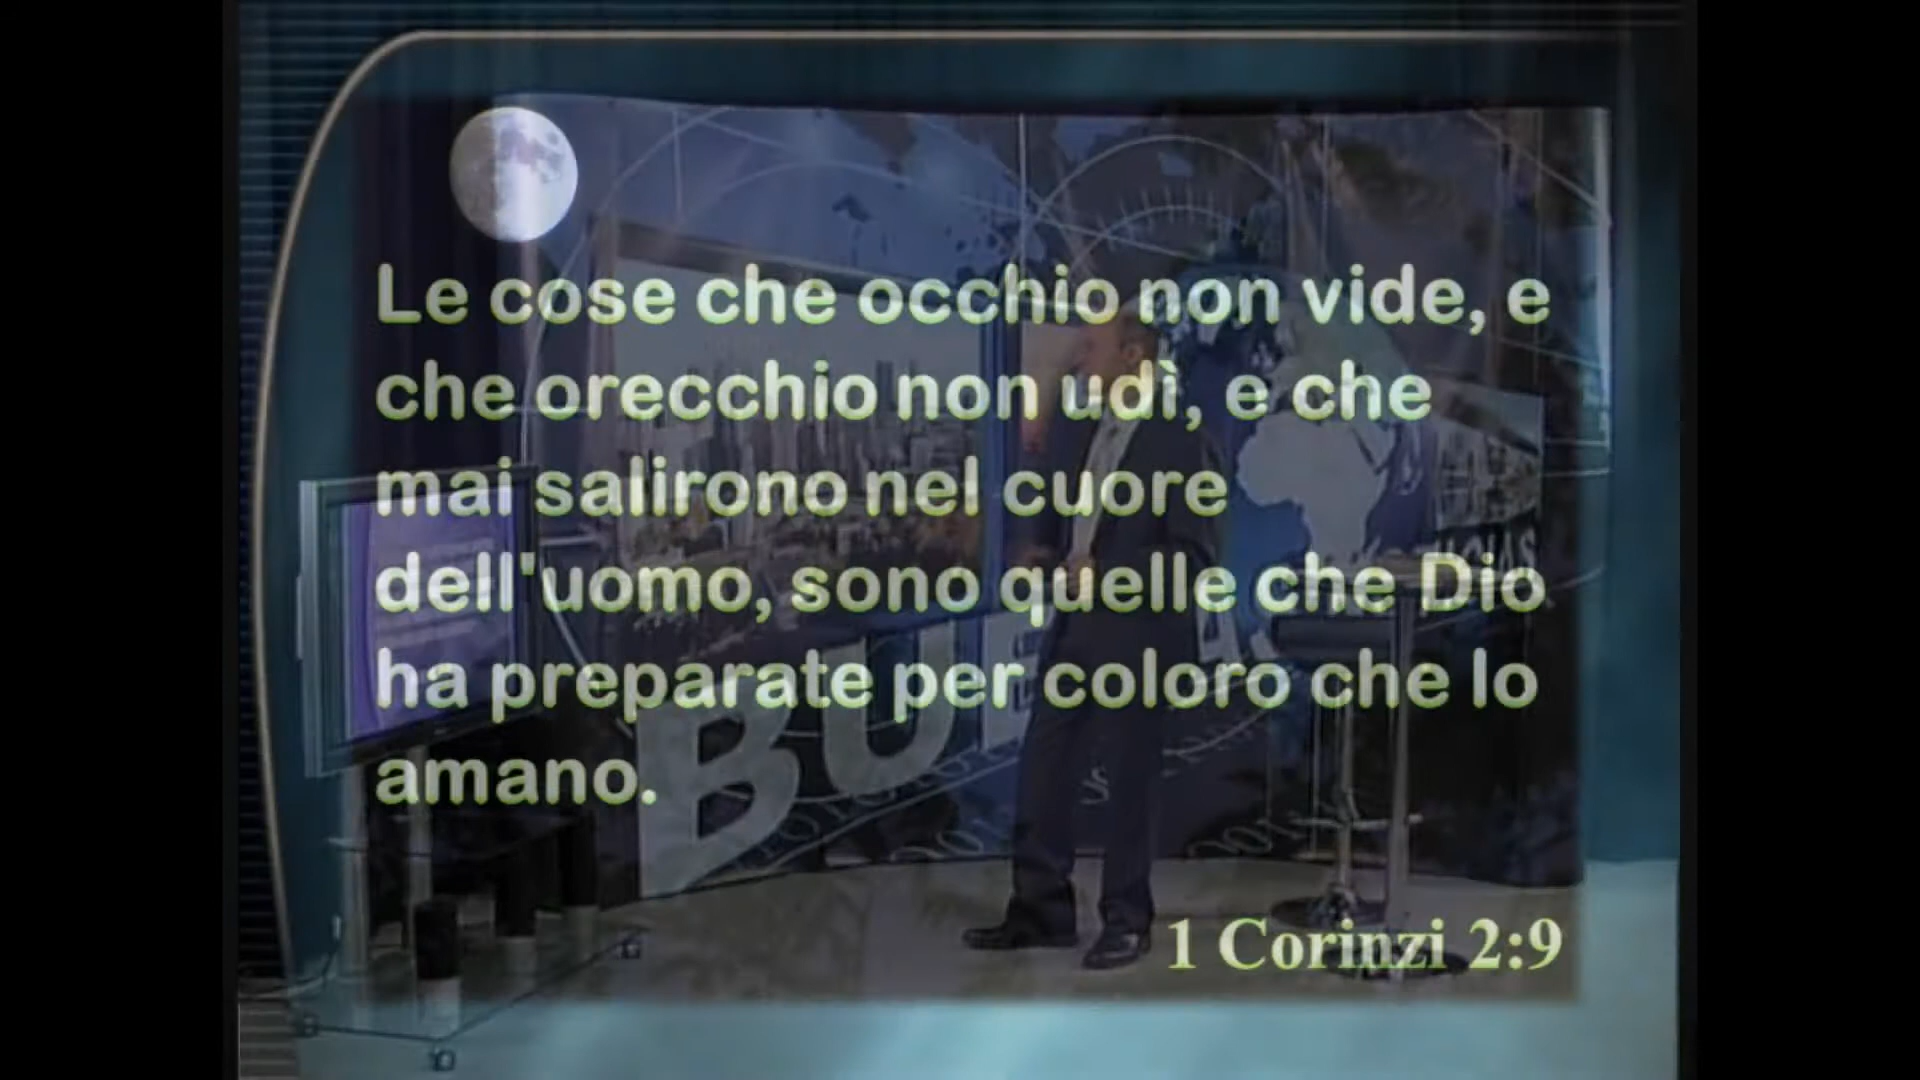 Le cose che occhio non vide, e
che orecchio non udì, e che
mai salirono nel cuore
dell'uomo, sono quelle che Dio
ha preparate per coloro che lo
amano.
BUE
1 Corinzi 2:9